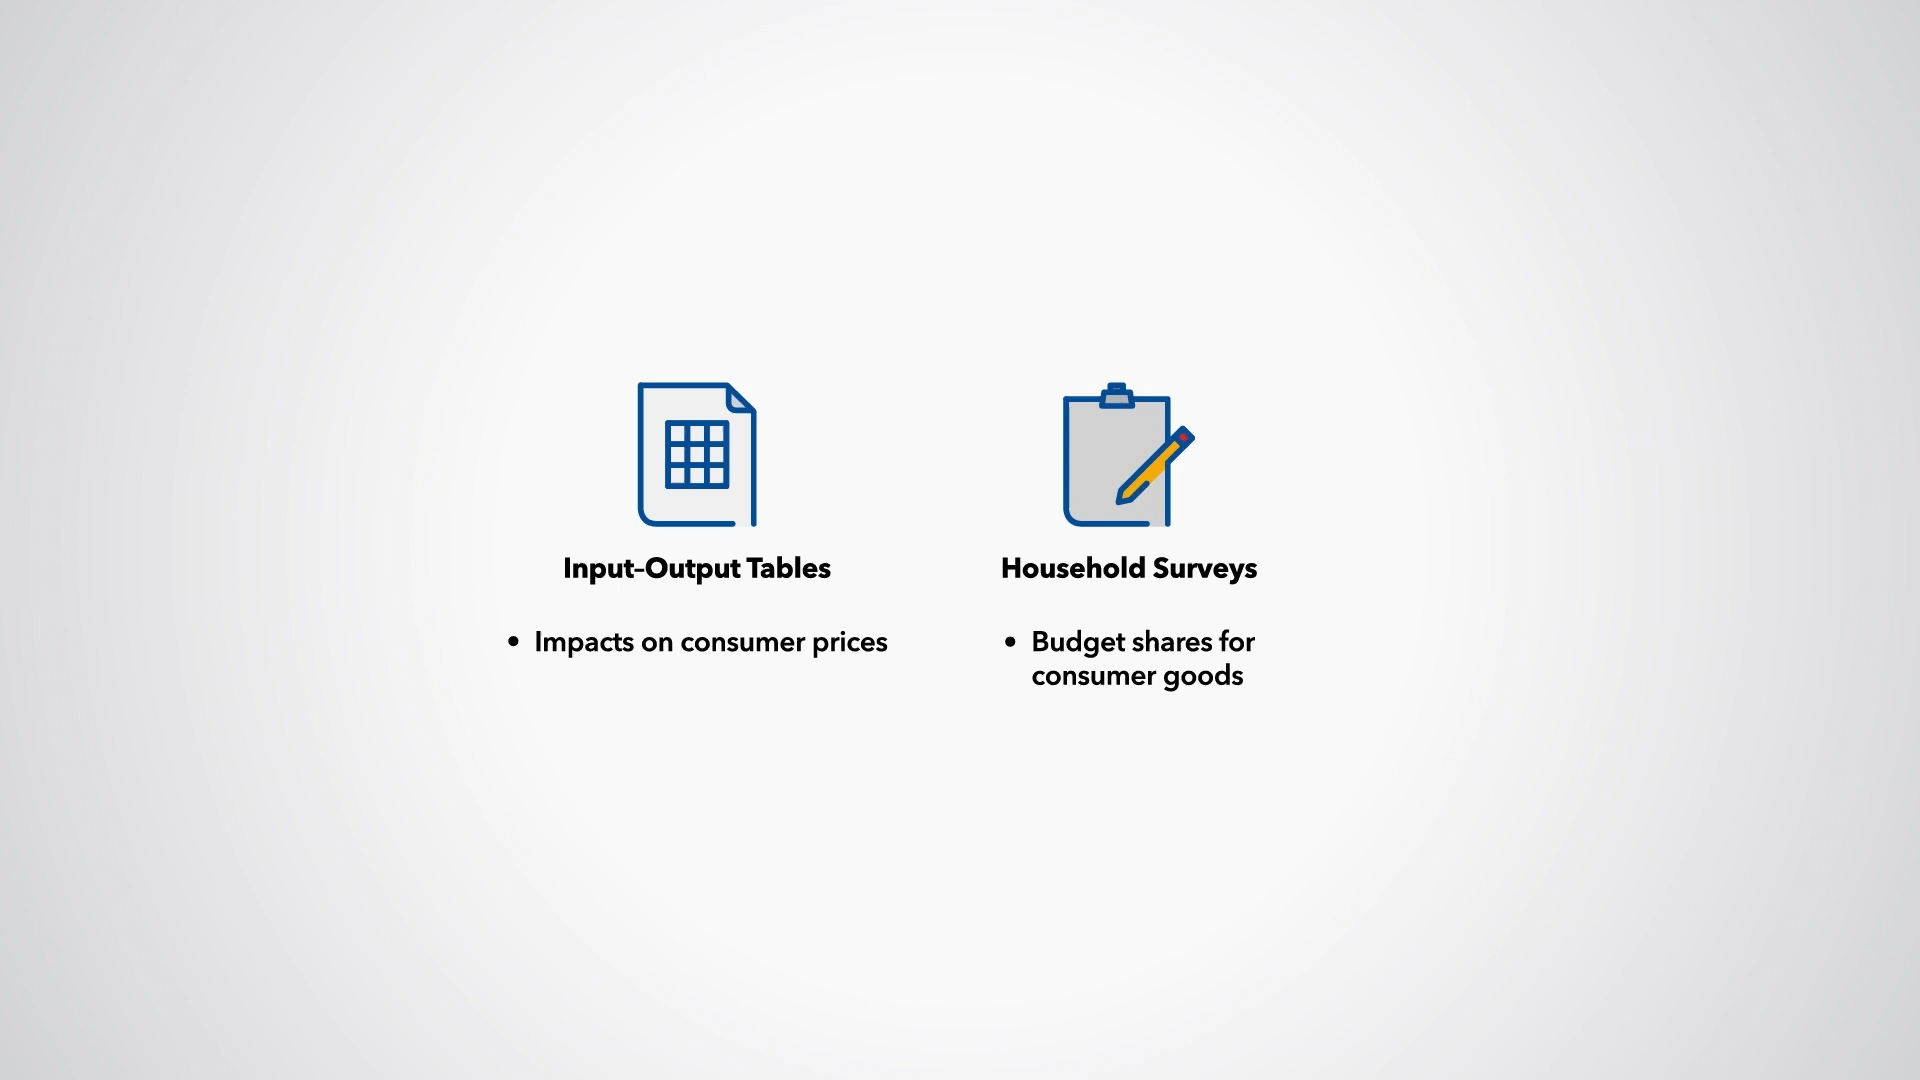 Input-Output Tables
• Impacts on consumer prices
Household Surveys
• Budget shares for
consumer goods